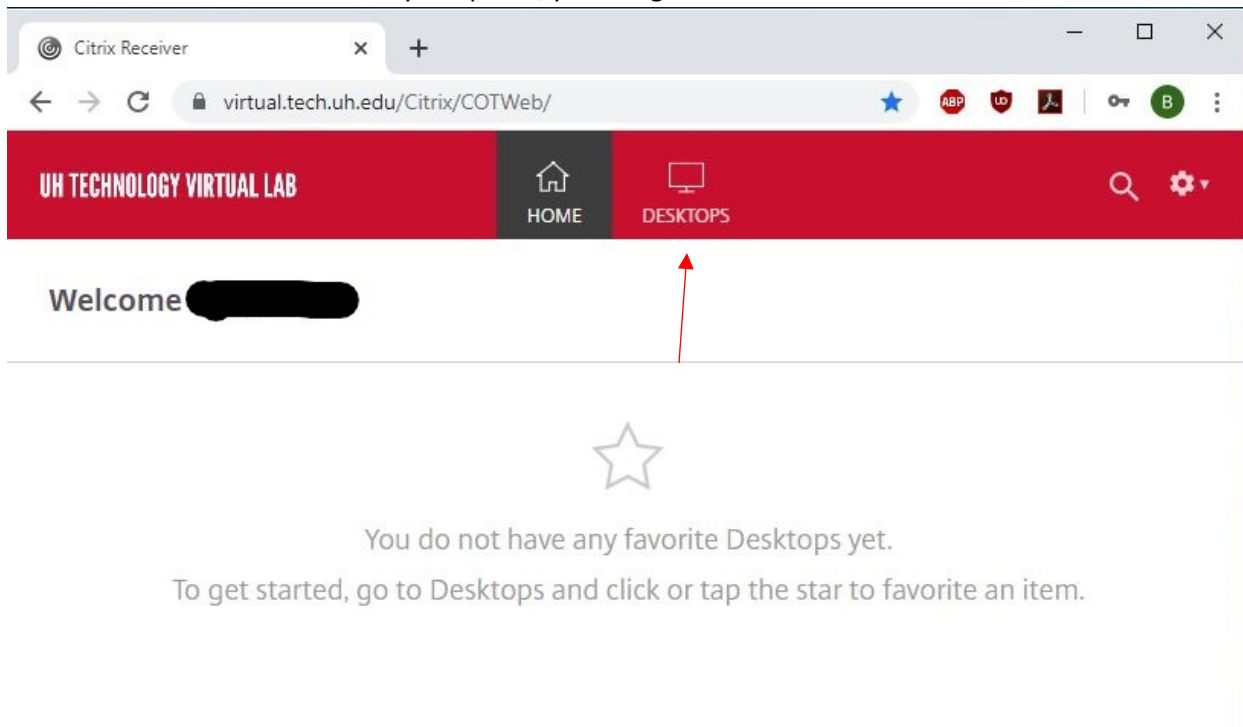 Citrix Receiver
virtual.tech.uh.edu/Citrix/COTWeb/
ABP
UD
B
UH TECHNOLOGY VIRTUAL LAB
HOME
DESKTOPS
Welcome
You do not have any favorite Desktops yet.
To get started, go to Desktops and click or tap the star to favorite an item.